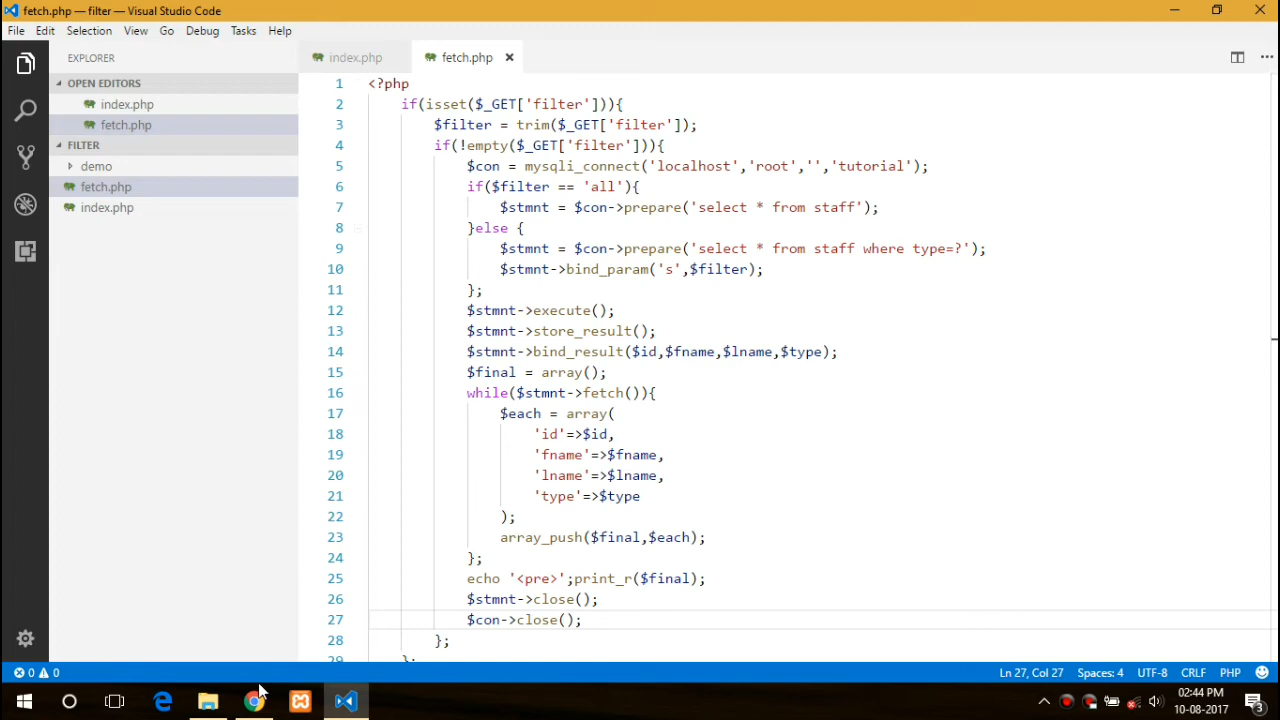 fetch.php — filter — Visual Studio Code
File Edit Selection View Go Debug Tasks Help
EXPLORER
OPEN EDITORS
index.php
fetch.php
FILTER
demo
fetch.php
index.php
index.php fetch.php
1 <?php
2 if(isset($_GET['filter'])){
3 $filter = trim($_GET['filter']);
4 if(!empty($_GET['filter'])){
5 $con = mysqli_connect('localhost','root','','tutorial');
6 if($filter == 'all'){
7 $stmnt = $con->prepare('select * from staff');
8 }else {
9 $stmnt = $con->prepare('select * from staff where type=?');
10 $stmnt->bind_param('s',$filter);
11 };
12 $stmnt->execute();
13 $stmnt->store_result();
14 $stmnt->bind_result($id,$fname,$lname,$type);
15 $final = array();
16 while($stmnt->fetch()){
17 $each = array(
18 'id'=>$id,
19 'fname'=>$fname,
20 'lname'=>$lname,
21 'type'=>$type
22 );
23 array_push($final,$each);
24 };
25 echo '<pre>';print_r($final);
26 $stmnt->close();
27 $con->close();
28 };
29 };
0 0 Ln 27, Col 27 Spaces: 4 UTF-8 CRLF PHP
02:44 PM
10-08-2017
3